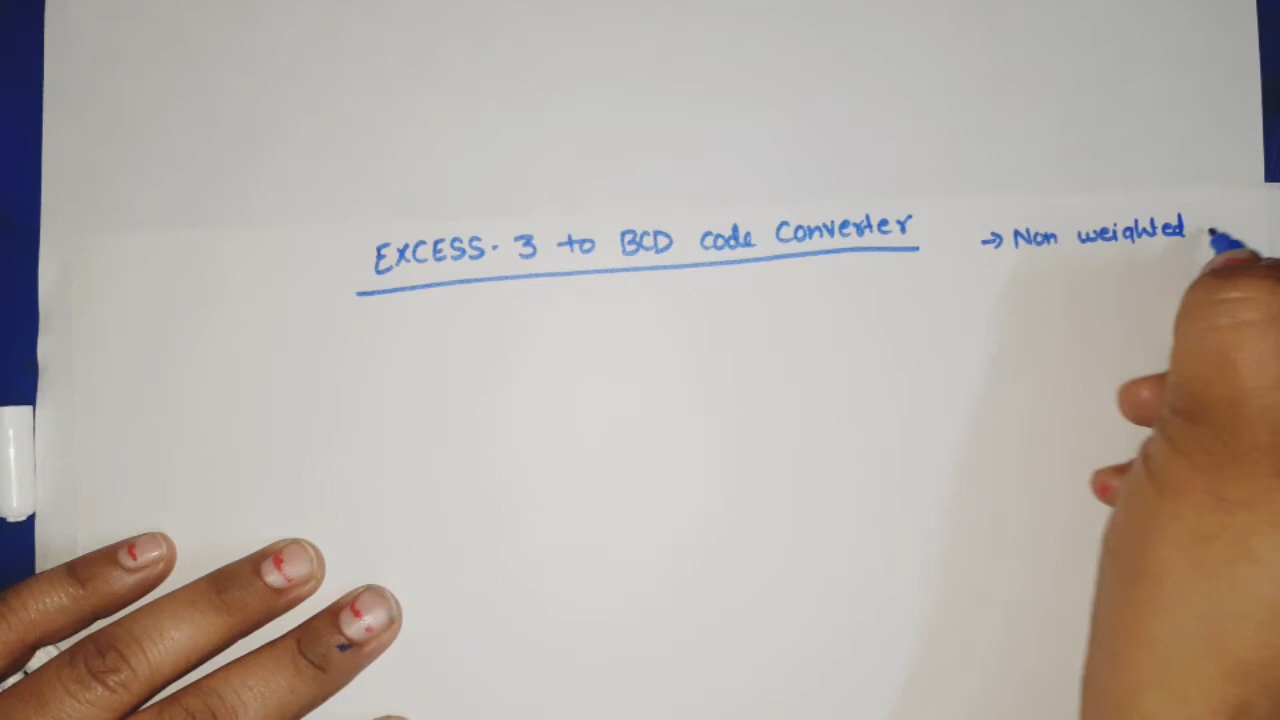 EXCESS- 3 to BCD code Converter → Non weighted